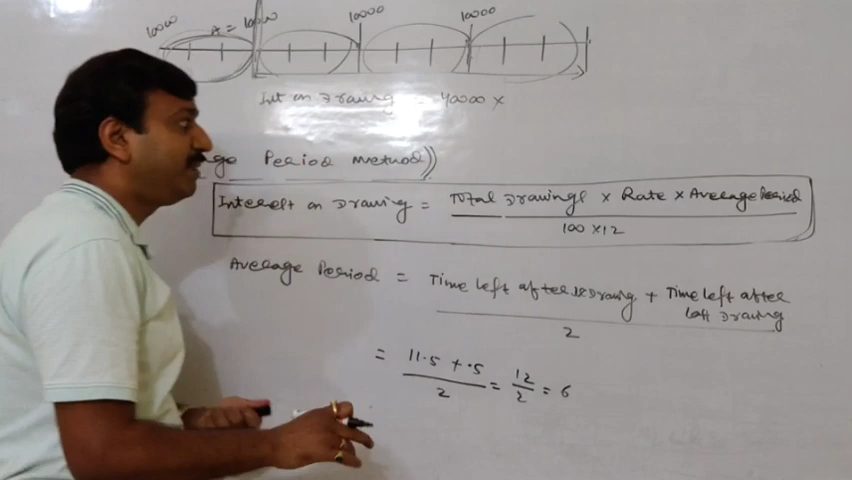 10000 A = 10000 10000 10000
Int on Drawing = 40000 ×
Period Method))
Interest on Drawing = Total Drawings × Rate × Average Period
100 × 12
Average Period = Time left after 1st Drawing + Time left after
last Drawing
2
= 11.5 + .5 = 12 = 6
2 2